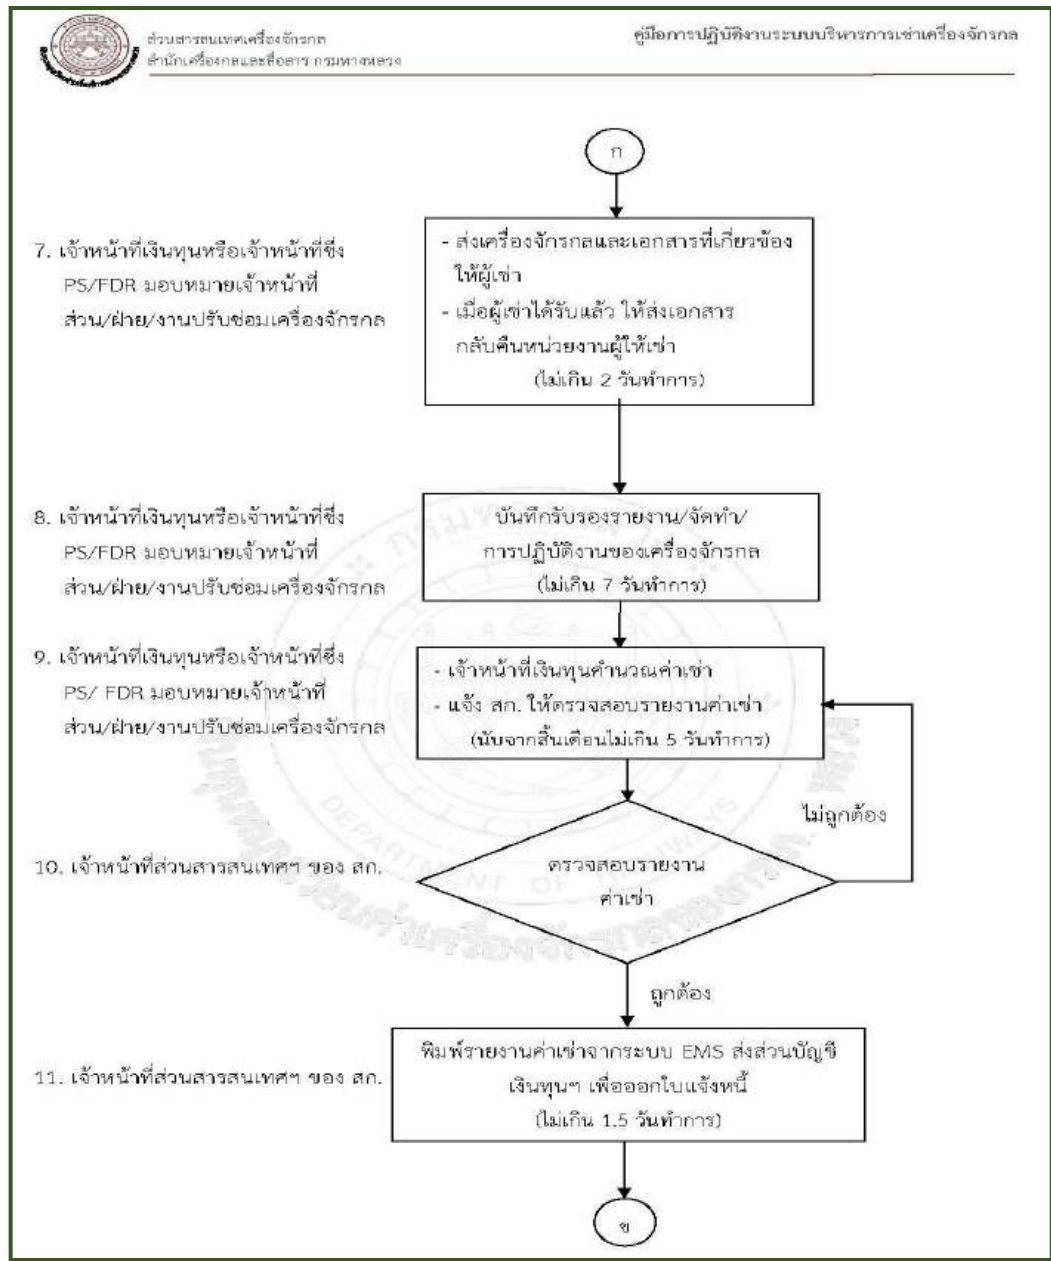 ส่วนสารสนเทศเครื่องจักรกล
สำนักเครื่องกลและสื่อสาร กรมทางหลวง
คู่มือการปฏิบัติงานระบบบริหารการเช่าเครื่องจักรกล
ก
7. เจ้าหน้าที่เงินทุนหรือเจ้าหน้าที่ซึ่ง
PS/FDR มอบหมายเจ้าหน้าที่
ส่วน/ฝ่าย/งานปรับซ่อมเครื่องจักรกล
- ส่งเครื่องจักรกลและเอกสารที่เกี่ยวข้อง
ให้ผู้เช่า
- เมื่อผู้เช่าได้รับแล้ว ให้ส่งเอกสาร
กลับคืนหน่วยงานผู้ให้เช่า
(ไม่เกิน 2 วันทำการ)
8. เจ้าหน้าที่เงินทุนหรือเจ้าหน้าที่ซึ่ง
PS/FDR มอบหมายเจ้าหน้าที่
ส่วน/ฝ่าย/งานปรับซ่อมเครื่องจักรกล
บันทึกรับรองรายงาน/จัดทำ/
การปฏิบัติงานของเครื่องจักรกล
(ไม่เกิน 7 วันทำการ)
9. เจ้าหน้าที่เงินทุนหรือเจ้าหน้าที่ซึ่ง
PS/ FDR มอบหมายเจ้าหน้าที่
ส่วน/ฝ่าย/งานปรับซ่อมเครื่องจักรกล
- เจ้าหน้าที่เงินทุนคำนวณค่าเช่า
- แจ้ง สก. ให้ตรวจสอบรายงานค่าเช่า
(นับจากสิ้นเดือนไม่เกิน 5 วันทำการ)
ไม่ถูกต้อง
10. เจ้าหน้าที่ส่วนสารสนเทศฯ ของ สก.
ตรวจสอบรายงาน
ค่าเช่า
ถูกต้อง
11. เจ้าหน้าที่ส่วนสารสนเทศฯ ของ สก.
พิมพ์รายงานค่าเช่าจากระบบ EMS ส่งส่วนบัญชี
เงินทุนฯ เพื่อออกใบแจ้งหนี้
(ไม่เกิน 1.5 วันทำการ)
ข
กรมทางหลวง
DEPARTMENT OF HIGHWAYS